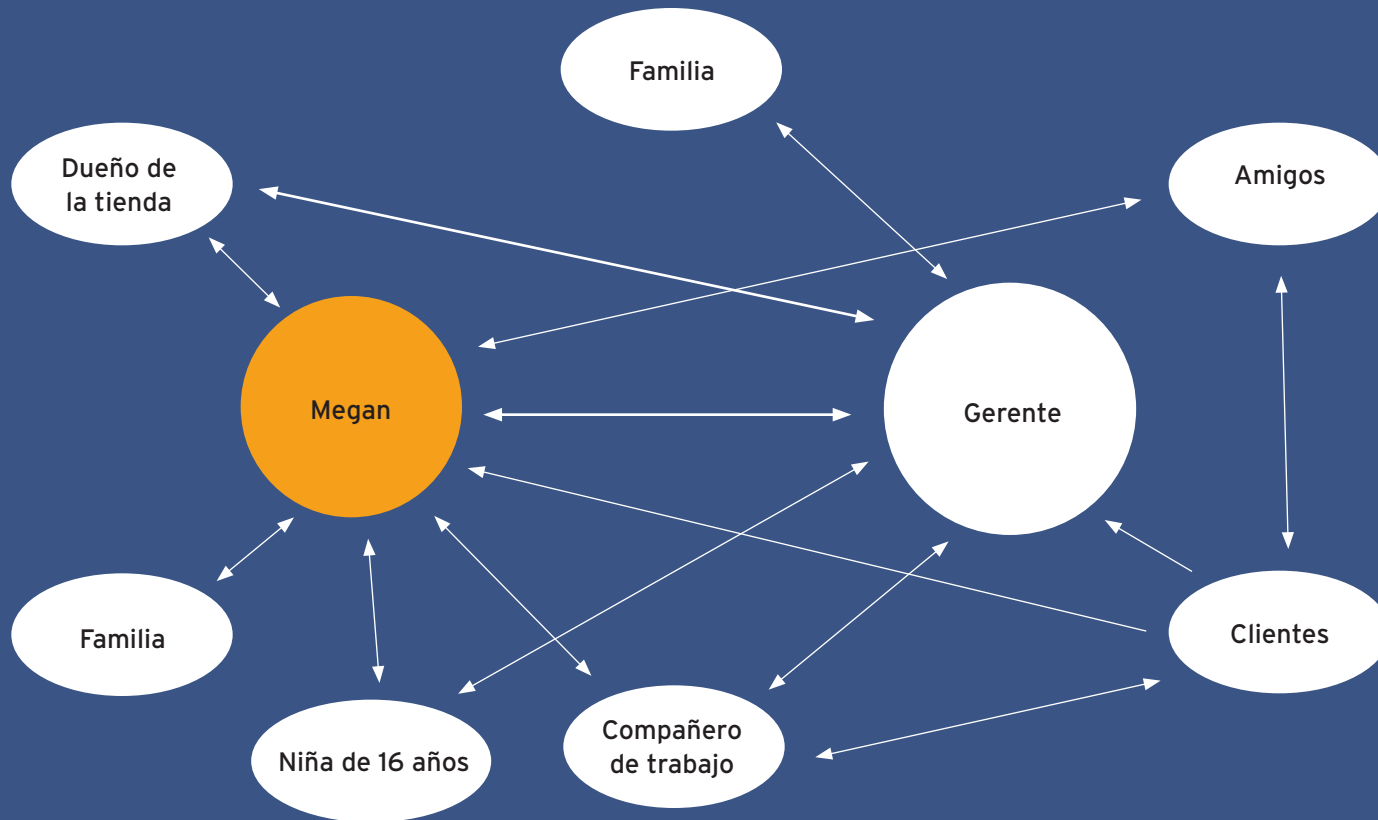 Familia
Dueño de
la tienda
Amigos
Megan
Gerente
Familia
Clientes
Niña de 16 años
Compañero
de trabajo